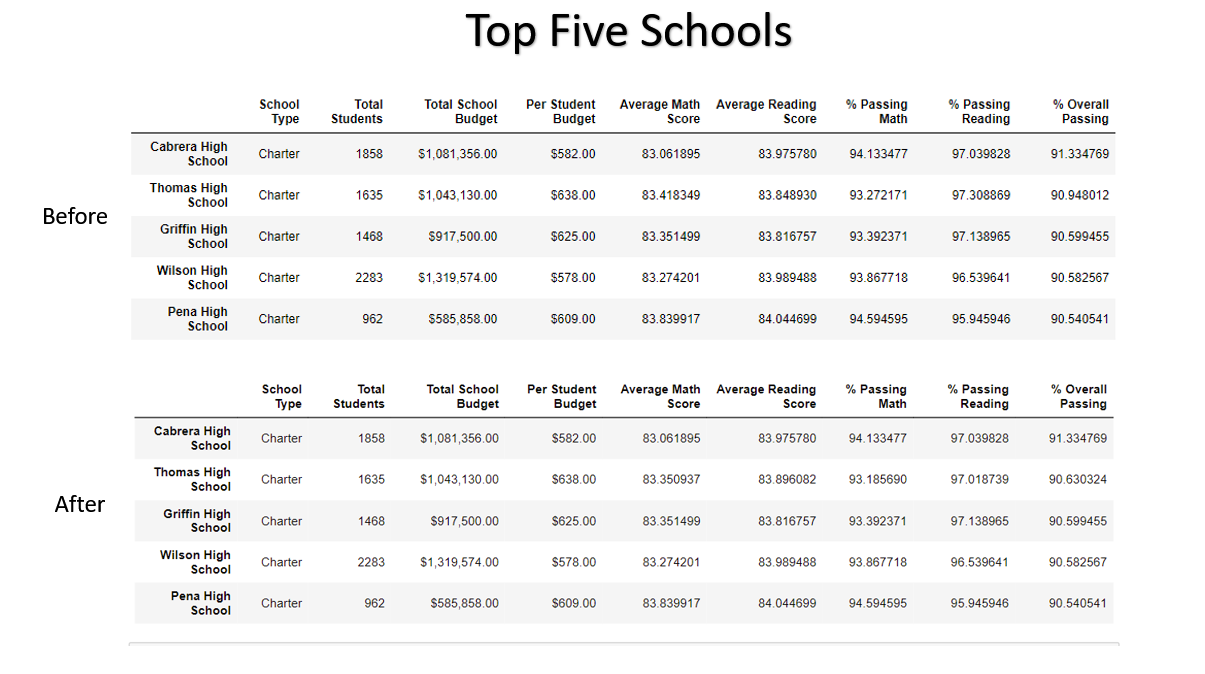 Top Five Schools
School Type Total Students Total School Budget Per Student Budget Average Math Score Average Reading Score % Passing Math % Passing Reading % Overall Passing
Cabrera High School Charter 1858 $1,081,356.00 $582.00 83.061895 83.975780 94.133477 97.039828 91.334769
Thomas High School Charter 1635 $1,043,130.00 $638.00 83.418349 83.848930 93.272171 97.308869 90.948012
Before
Griffin High School Charter 1468 $917,500.00 $625.00 83.351499 83.816757 93.392371 97.138965 90.599455
Wilson High School Charter 2283 $1,319,574.00 $578.00 83.274201 83.989488 93.867718 96.539641 90.582567
Pena High School Charter 962 $585,858.00 $609.00 83.839917 84.044699 94.594595 95.945946 90.540541
School Type Total Students Total School Budget Per Student Budget Average Math Score Average Reading Score % Passing Math % Passing Reading % Overall Passing
Cabrera High School Charter 1858 $1,081,356.00 $582.00 83.061895 83.975780 94.133477 97.039828 91.334769
Thomas High School Charter 1635 $1,043,130.00 $638.00 83.350937 83.896082 93.185690 97.018739 90.630324
After
Griffin High School Charter 1468 $917,500.00 $625.00 83.351499 83.816757 93.392371 97.138965 90.599455
Wilson High School Charter 2283 $1,319,574.00 $578.00 83.274201 83.989488 93.867718 96.539641 90.582567
Pena High School Charter 962 $585,858.00 $609.00 83.839917 84.044699 94.594595 95.945946 90.540541